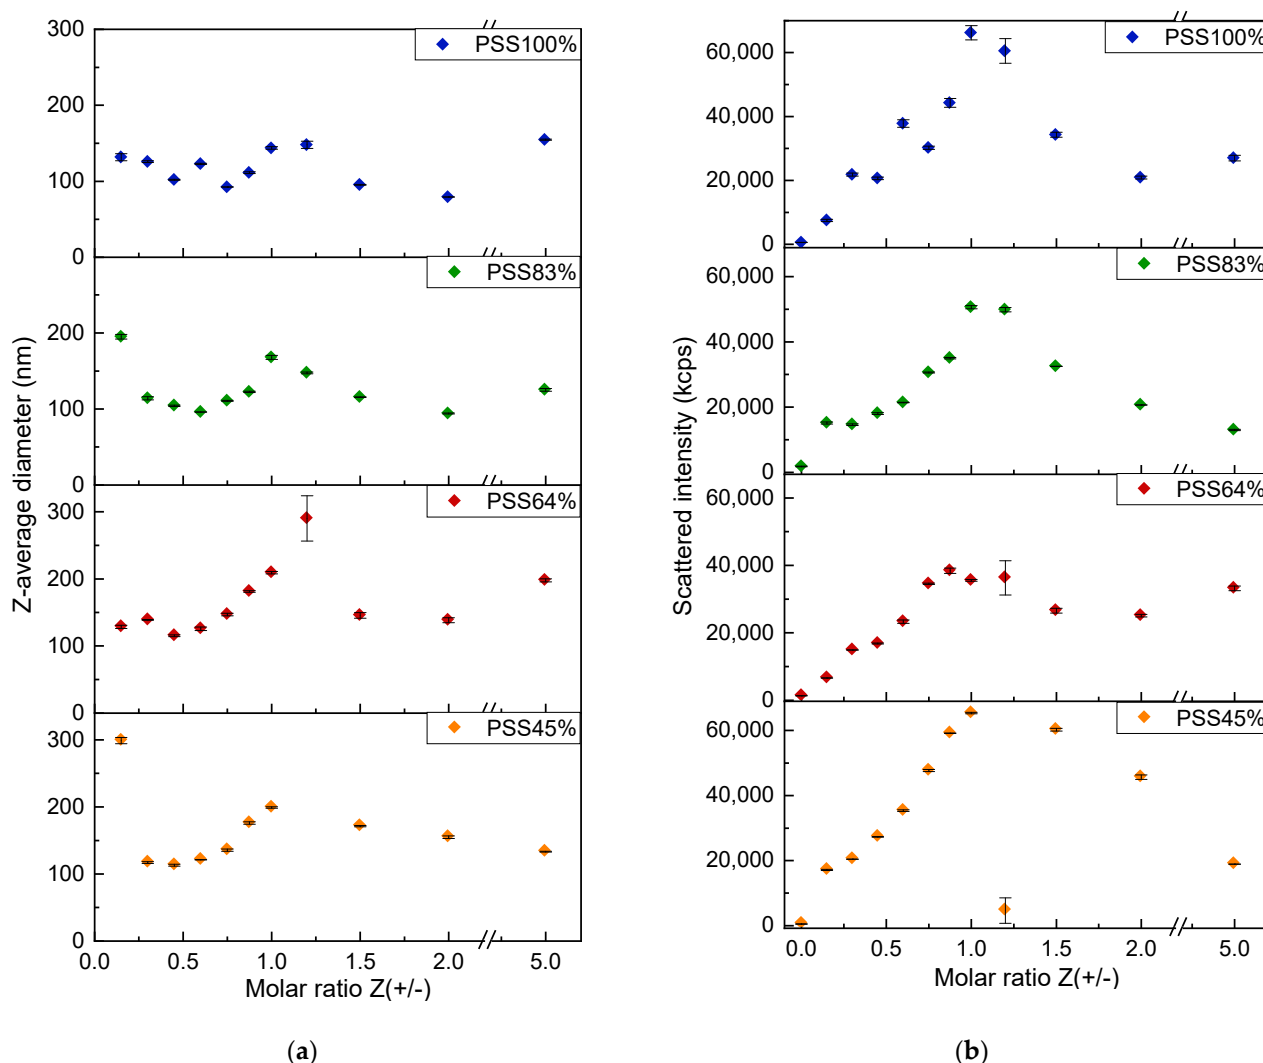 Z-average diameter (nm)
300
PSS100%
200
100
0
PSS83%
200
100
0
PSS64%
300
200
100
0
PSS45%
300
200
100
0
0.0 0.5 1.0 1.5 2.0 5.0
Molar ratio Z(+/-)
(a)
Scattered intensity (kcps)
PSS100%
60,000
40,000
20,000
0
PSS83%
60,000
40,000
20,000
0
PSS64%
60,000
40,000
20,000
0
PSS45%
60,000
40,000
20,000
0
0.0 0.5 1.0 1.5 2.0 5.0
Molar ratio Z(+/-)
(b)